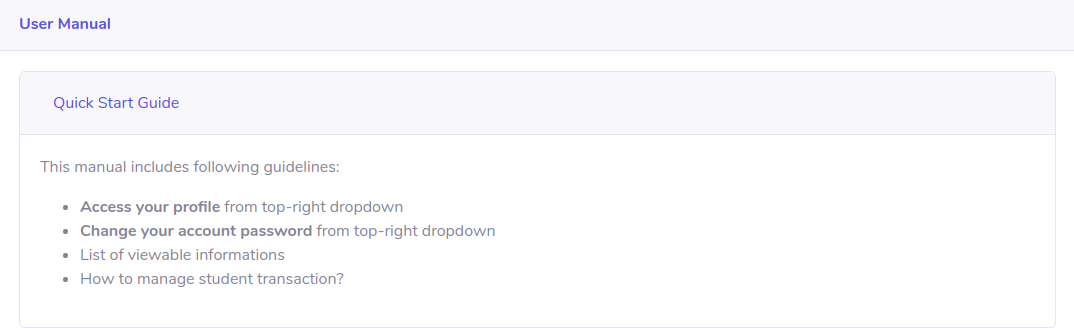 User Manual
Quick Start Guide
This manual includes following guidelines:
Access your profile from top-right dropdown
Change your account password from top-right dropdown
List of viewable informations
How to manage student transaction?